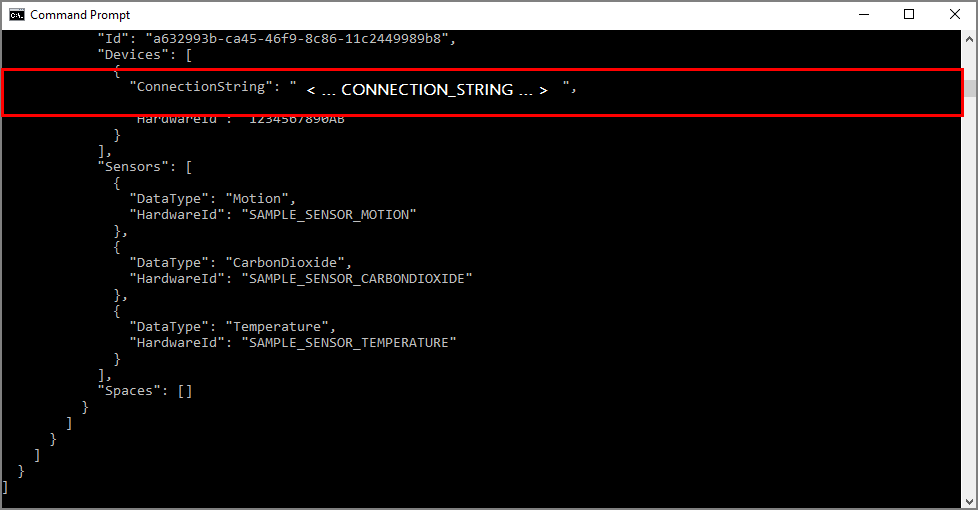 Command Prompt
"Id": "a632993b-ca45-46f9-8c86-11c2449989b8",
"Devices": [
{
"ConnectionString": " < ... CONNECTION_STRING ... > ",
"HardwareId": "1234567890AB"
}
],
"Sensors": [
{
"DataType": "Motion",
"HardwareId": "SAMPLE_SENSOR_MOTION"
},
{
"DataType": "CarbonDioxide",
"HardwareId": "SAMPLE_SENSOR_CARBONDIOXIDE"
},
{
"DataType": "Temperature",
"HardwareId": "SAMPLE_SENSOR_TEMPERATURE"
}
],
"Spaces": []
}
]
}
]
}
]